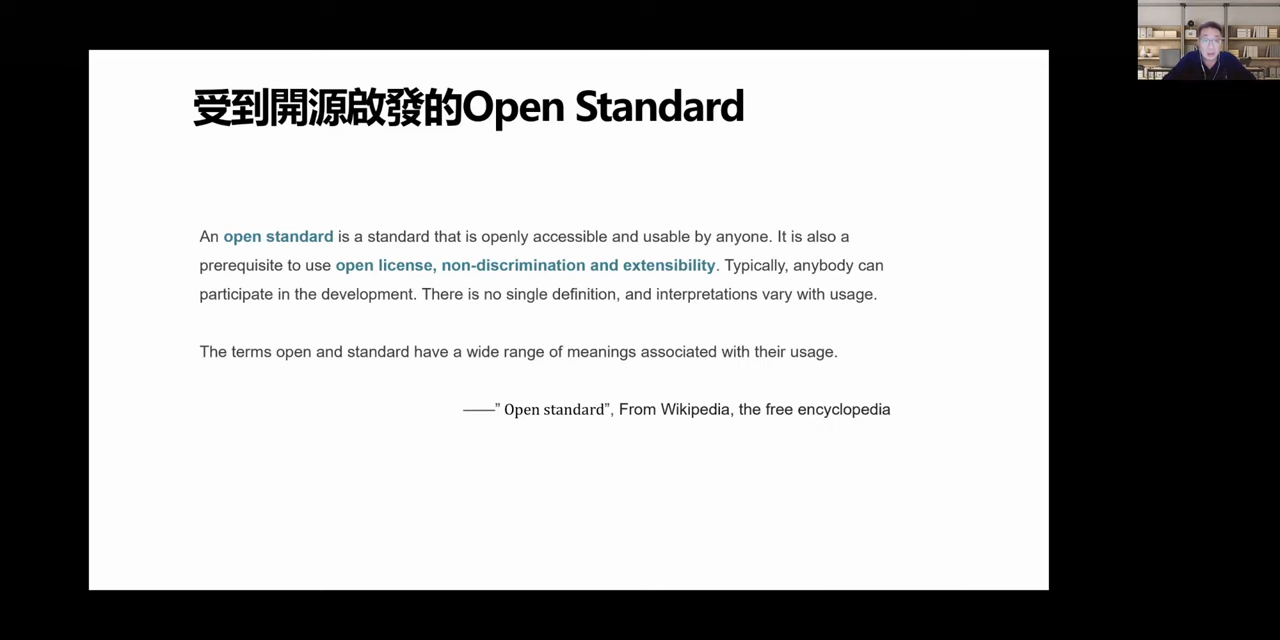 受到開源啟發的Open Standard
An open standard is a standard that is openly accessible and usable by anyone. It is also a
prerequisite to use open license, non-discrimination and extensibility. Typically, anybody can
participate in the development. There is no single definition, and interpretations vary with usage.
The terms open and standard have a wide range of meanings associated with their usage.
——” Open standard”, From Wikipedia, the free encyclopedia